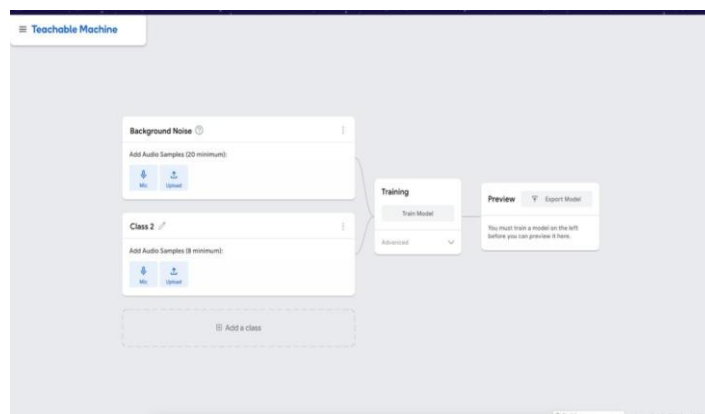 Teachable Machine
Background Noise
Add Audio Samples (20 minimum):
Mic
Upload
Class 2
Add Audio Samples (8 minimum):
Mic
Upload
Add a class
Training
Train Model
Advanced
Preview
Export Model
You must train a model on the left
before you can preview it here.